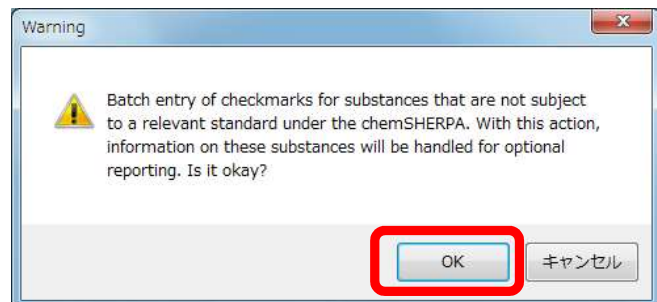 Warning
Batch entry of checkmarks for substances that are not subject
to a relevant standard under the chemSHERPA. With this action,
information on these substances will be handled for optional
reporting. Is it okay?
OK
キャンセル